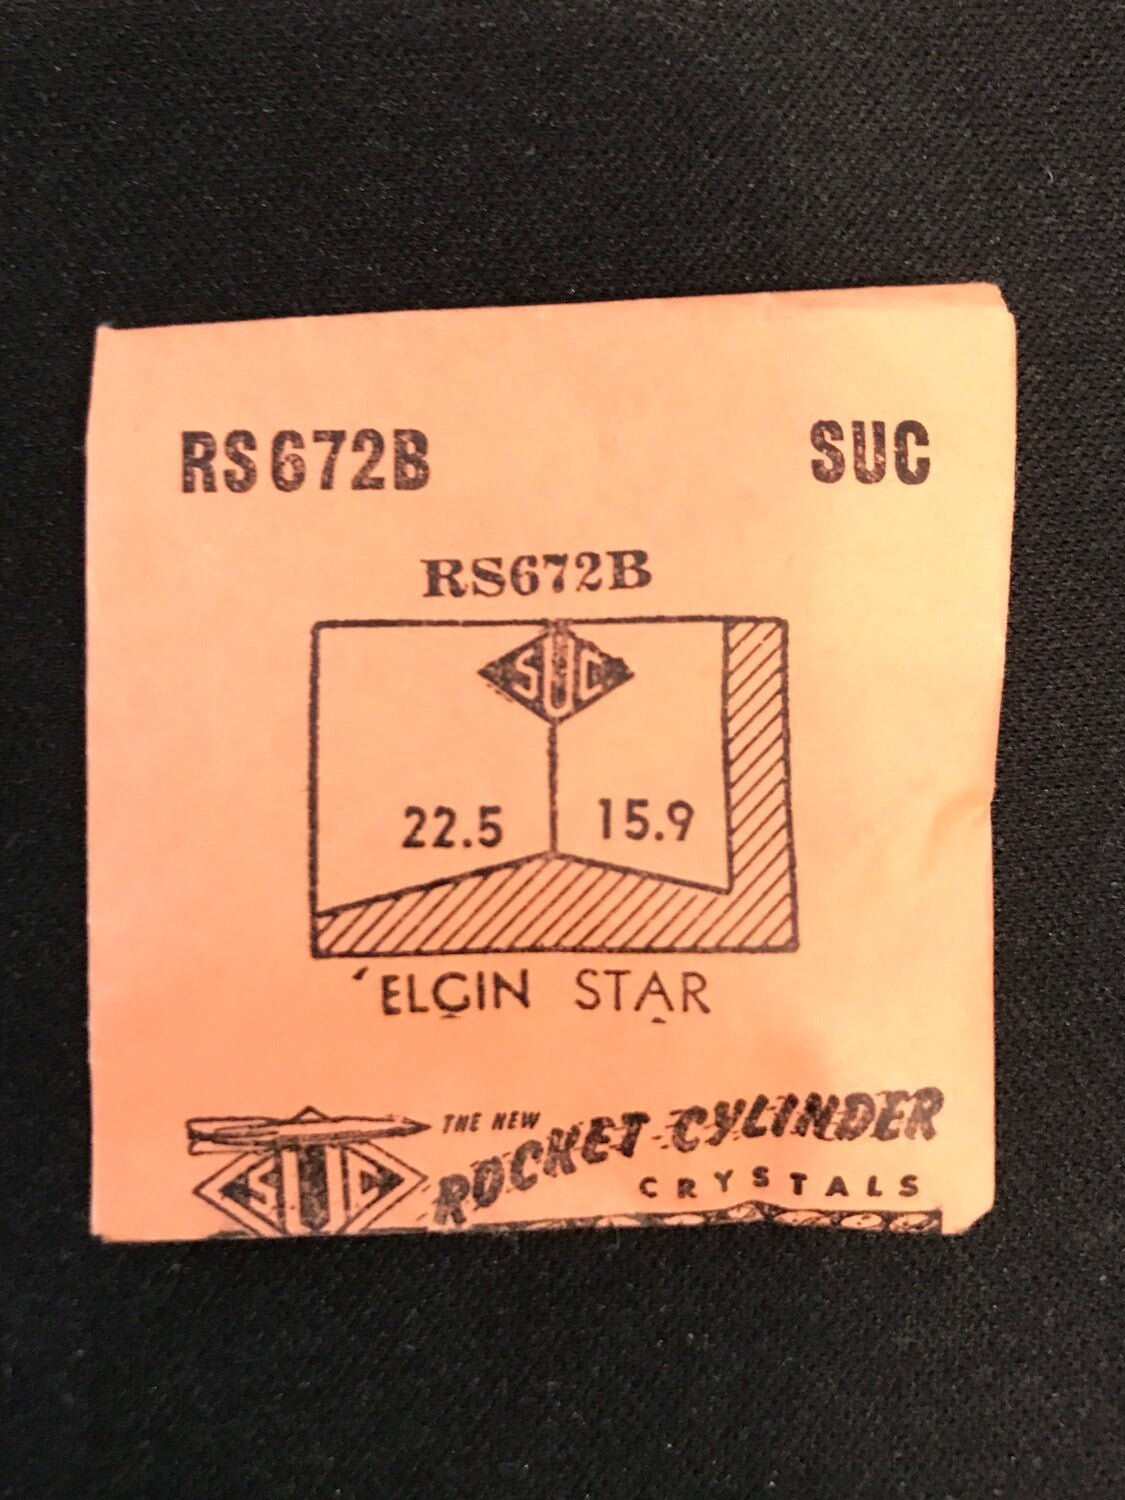 RS672B SUC
RS672B
SUC
22.5 15.9
'ELGIN STAR
THE NEW
ROCKET CYLINDER
CRYSTALS
SUC